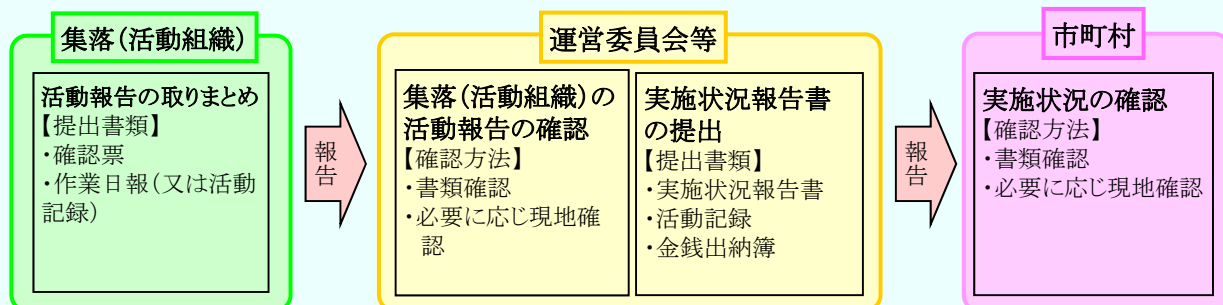 集落(活動組織)
活動報告の取りまとめ
【提出書類】
・確認票
・作業日報(又は活動
記録)
報告
運営委員会等
集落(活動組織)の
活動報告の確認
【確認方法】
・書類確認
・必要に応じ現地確
認
実施状況報告書
の提出
【提出書類】
・実施状況報告書
・活動記録
・金銭出納簿
報告
市町村
実施状況の確認
【確認方法】
・書類確認
・必要に応じ現地確認